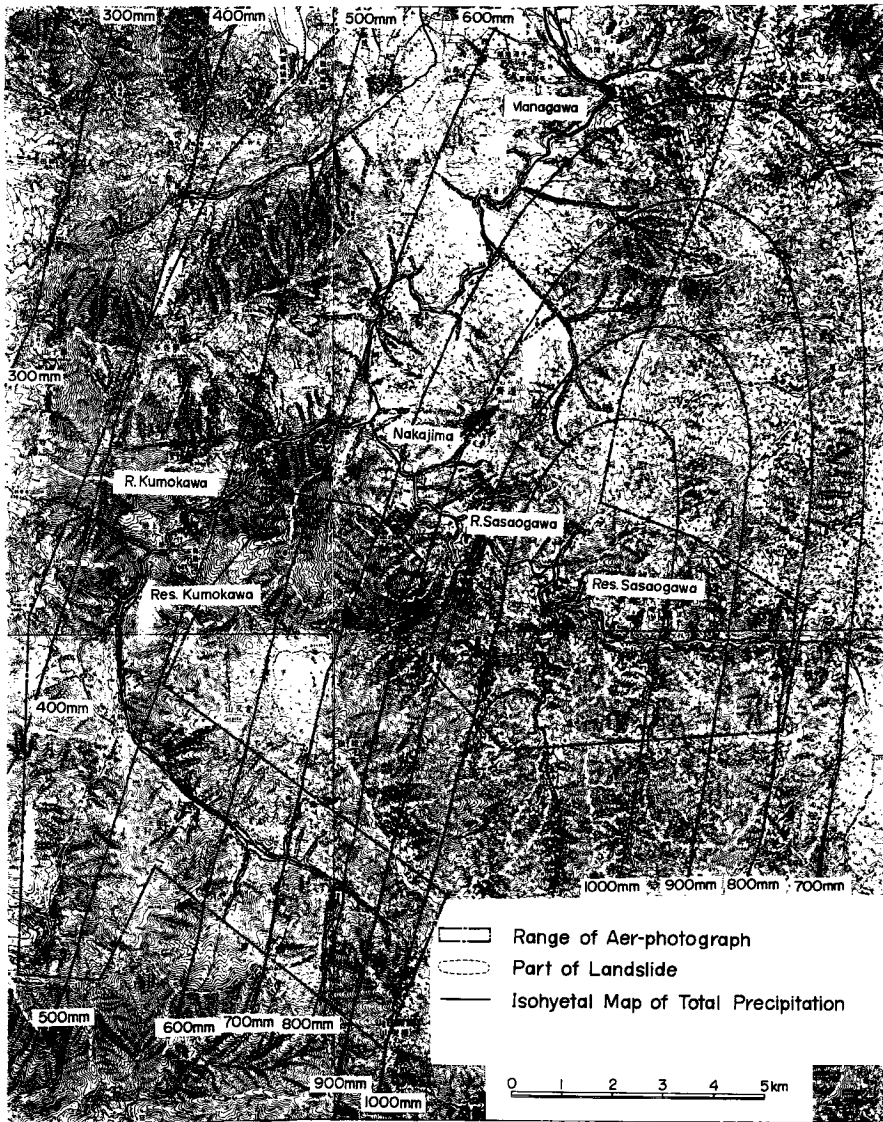 300mm
400mm
500mm
600mm
Managawa
300mm
Nakajima
R.Kumokawa
R.Sasaogawa
Res. Kumokawa
Res. Sasaogawa
400mm
1000mm
900mm
800mm
700mm
Range of Aer-photograph
Part of Landslide
Isohyetal Map of Total Precipitation
500mm
600mm
700mm
800mm
900mm
1000mm
0 1 2 3 4 5km